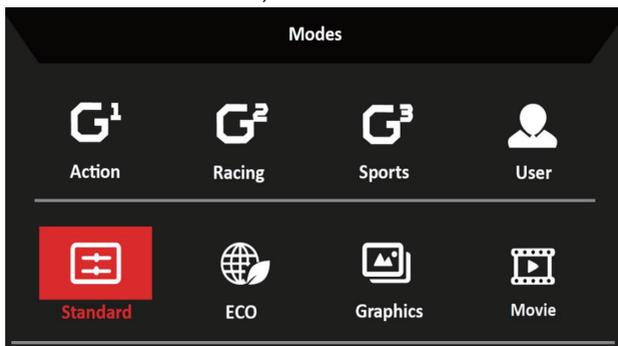 Modes
G¹ G² G³
Action Racing Sports User
Standard ECO Graphics Movie